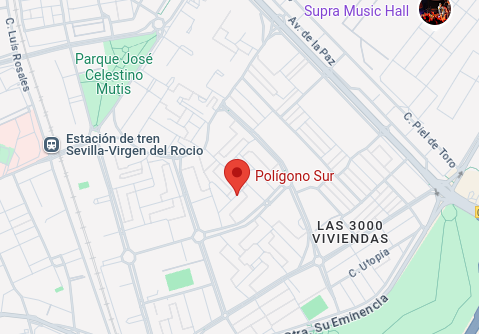 Supra Music Hall
Av. de la Paz
C. Luis Rosales
Parque José
Celestino
Mutis
C. Piel de Toro
Estación de tren
Sevilla-Virgen del Rocio
Polígono Sur
LAS 3000
VIVIENDAS
C. Utopía
Ctra. Su Eminencia